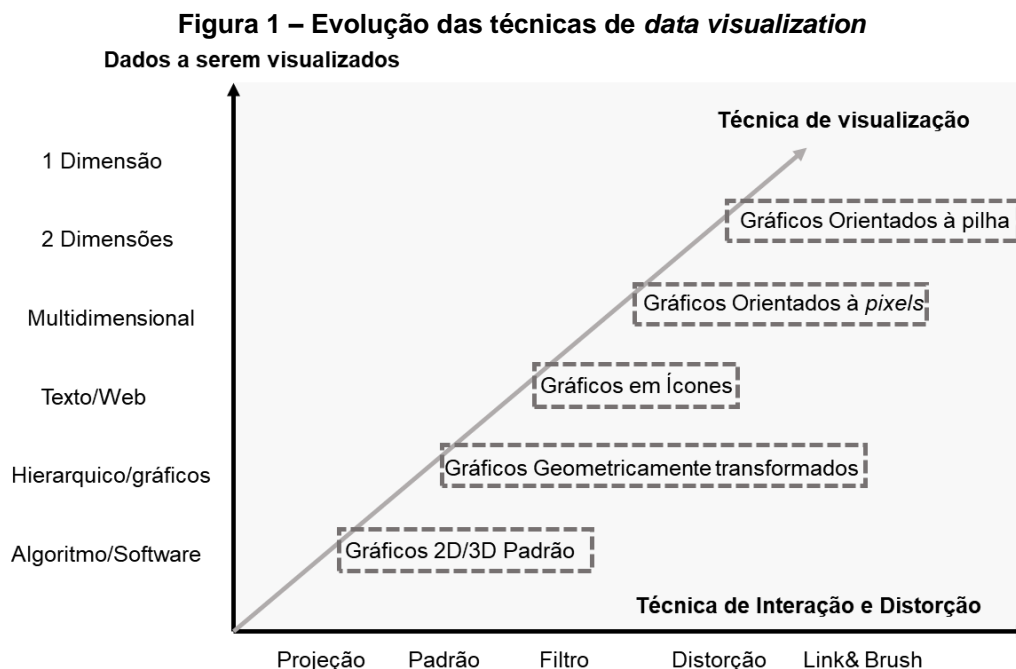 Figura 1 – Evolução das técnicas de data visualization
Dados a serem visualizados
Técnica de visualização
1 Dimensão
Gráficos Orientados à pilha
2 Dimensões
Gráficos Orientados à pixels
Multidimensional
Gráficos em Ícones
Texto/Web
Gráficos Geometricamente transformados
Hierarquico/gráficos
Gráficos 2D/3D Padrão
Algoritmo/Software
Técnica de Interação e Distorção
Projeção Padrão Filtro Distorção Link& Brush